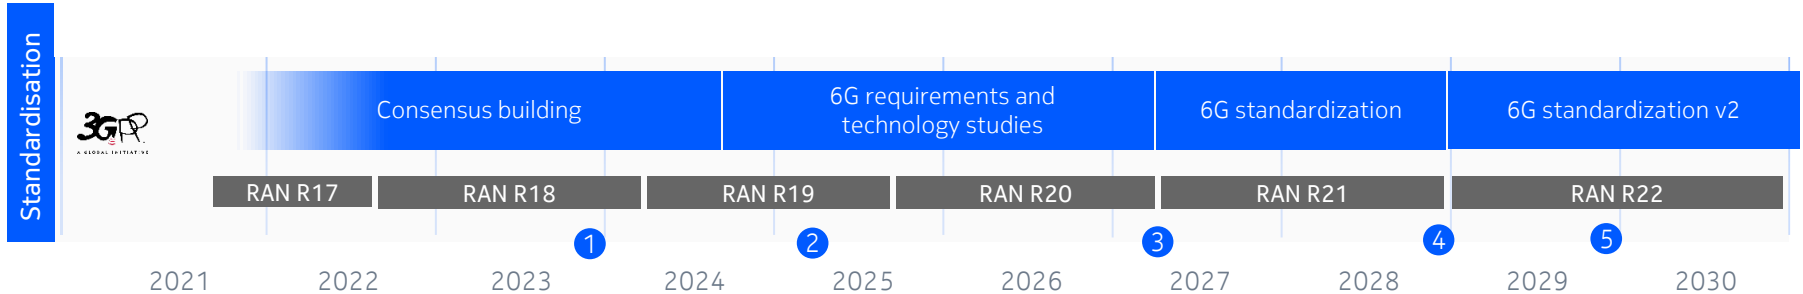 Standardisation
3GPP
A GLOBAL INITIATIVE
Consensus building
6G requirements and
technology studies
6G standardization
6G standardization v2
RAN R17
RAN R18
RAN R19
RAN R20
RAN R21
RAN R22
1
2
3
4
5
2021
2022
2023
2024
2025
2026
2027
2028
2029
2030